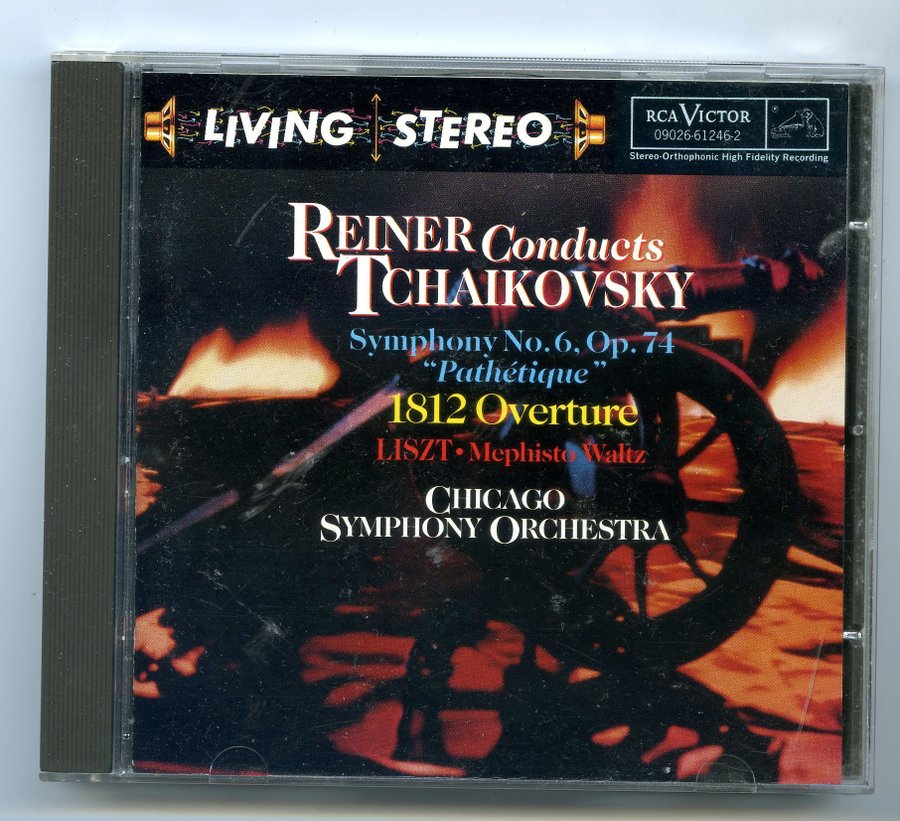 LIVING STEREO
RCA VICTOR
09026-61246-2
Stereo-Orthophonic High Fidelity Recording
REINER Conducts
TCHAIKOVSKY
Symphony No. 6, Op. 74
“Pathétique”
1812 Overture
LISZT • Mephisto Waltz
CHICAGO
SYMPHONY ORCHESTRA